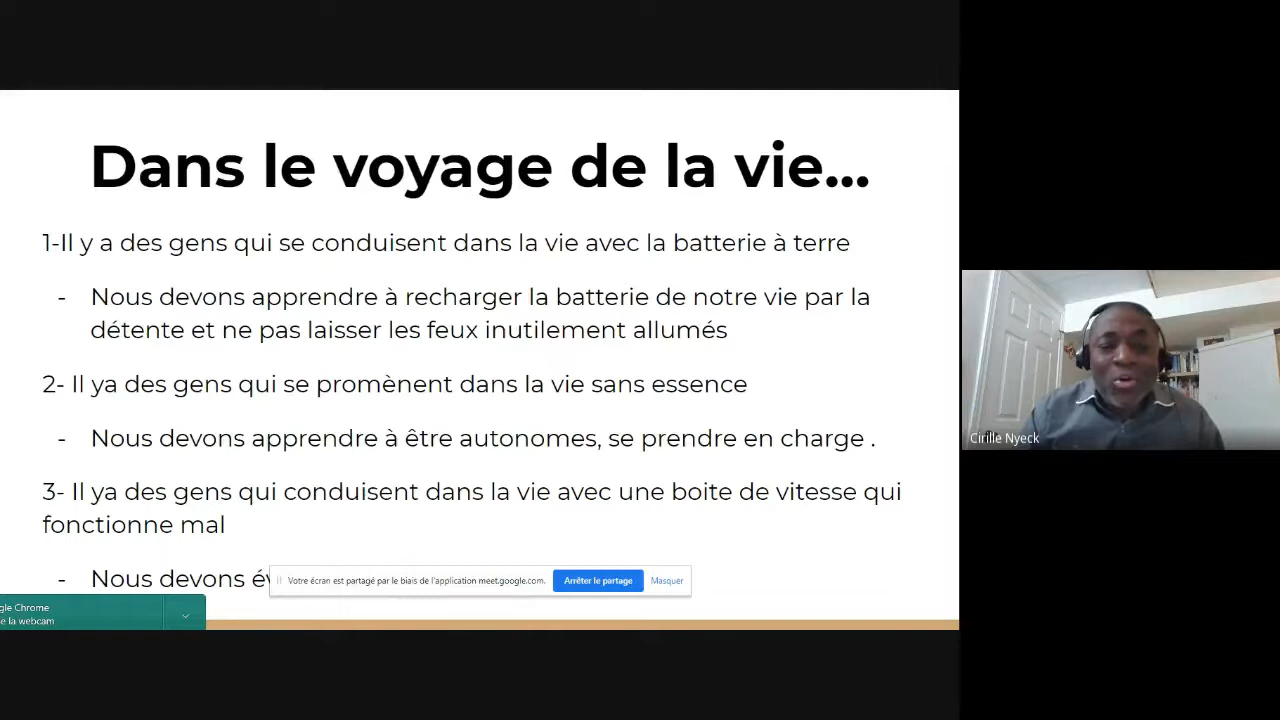 Dans le voyage de la vie...
1-Il y a des gens qui se conduisent dans la vie avec la batterie à terre
- Nous devons apprendre à recharger la batterie de notre vie par la
détente et ne pas laisser les feux inutilement allumés
2- Il ya des gens qui se promènent dans la vie sans essence
- Nous devons apprendre à être autonomes, se prendre en charge .
3- Il ya des gens qui conduisent dans la vie avec une boite de vitesse qui
fonctionne mal
- Nous devons
Votre écran est partagé par le biais de l'application meet.google.com. Arrêter le partage Masquer
Chrome
la webcam
Cirille Nyeck